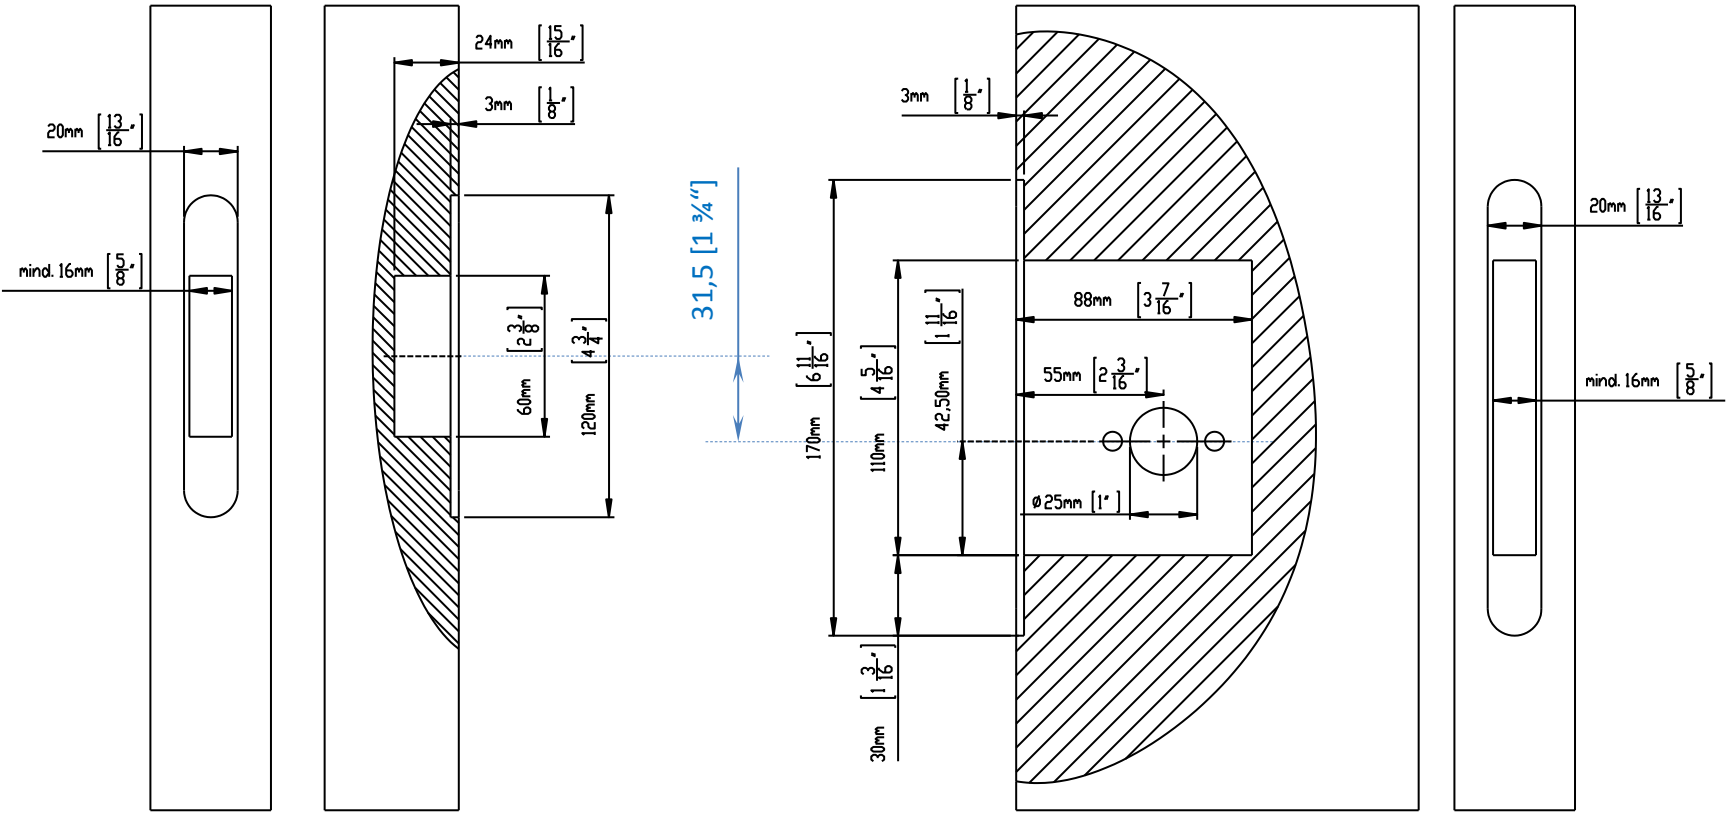 24mm [15/16"]
3mm [1/8"]
20mm [13/16"]
mind. 16mm [5/8"]
60mm [2 3/8"]
120mm [4 3/4"]
31,5 [1 ¾“]
3mm [1/8"]
170mm [6 11/16"]
110mm [4 5/16"]
42,50mm [1 11/16"]
30mm [1 3/16"]
88mm [3 7/16"]
55mm [2 3/16"]
Ø25mm [1"]
20mm [13/16"]
mind. 16mm [5/8"]